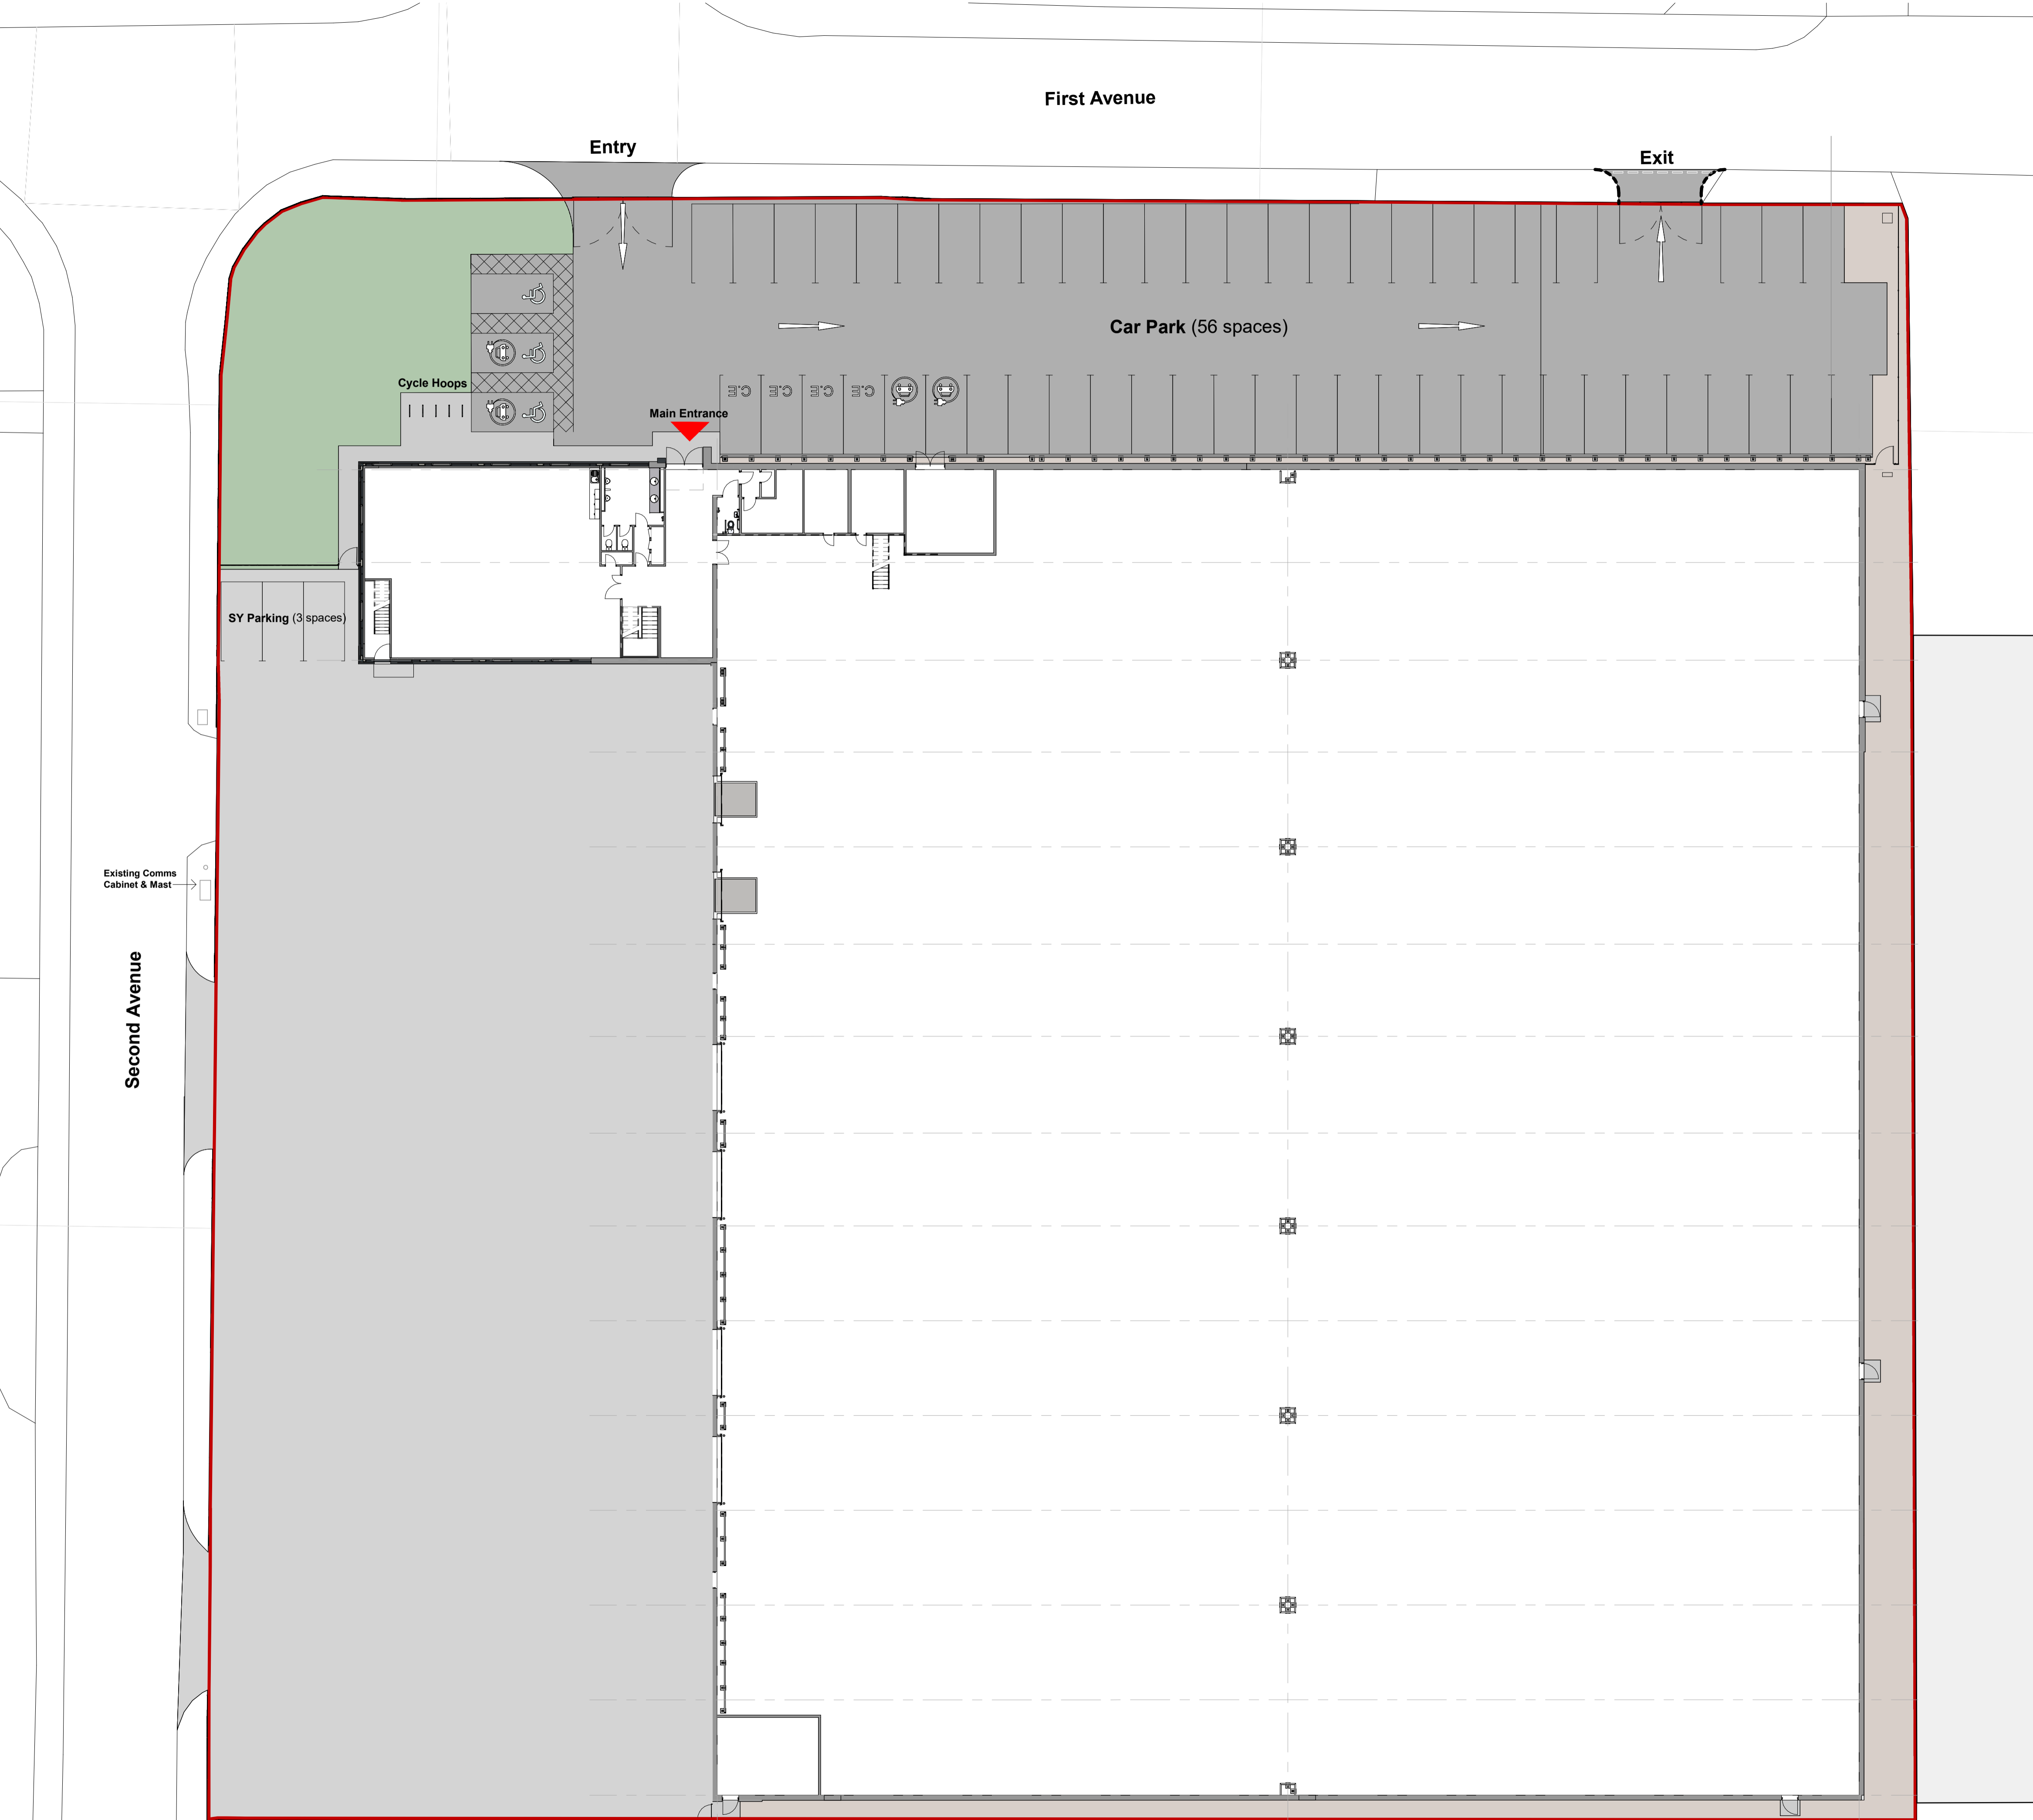 First Avenue
Entry
Exit
Car Park (56 spaces)
Cycle Hoops
C.E
C.E
C.E
C.E
Main Entrance
SY Parking (3 spaces)
Existing Comms
Cabinet & Mast
Second Avenue